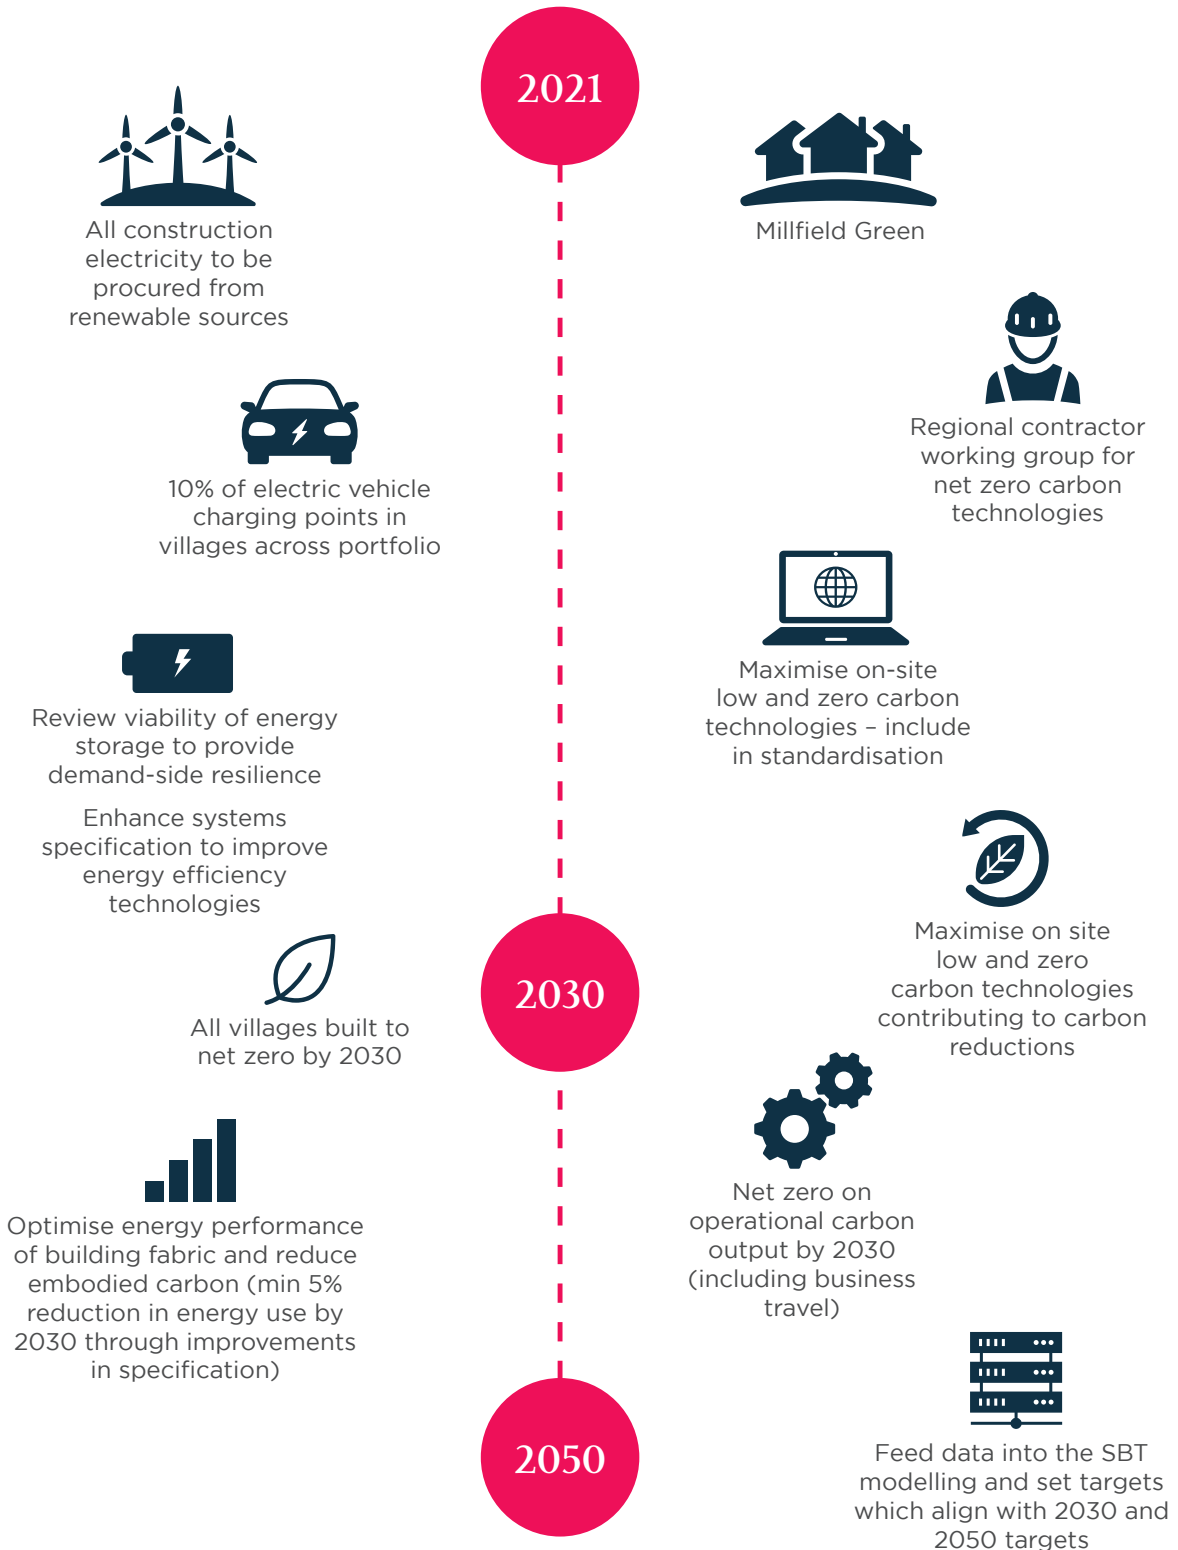 2021
All construction
electricity to be
procured from
renewable sources
Millfield Green
Regional contractor
working group for
net zero carbon
technologies
10% of electric vehicle
charging points in
villages across portfolio
Maximise on-site
low and zero carbon
technologies – include
in standardisation
Review viability of energy
storage to provide
demand-side resilience
Enhance systems
specification to improve
energy efficiency
technologies
2030
Maximise on site
low and zero
carbon technologies
contributing to carbon
reductions
All villages built to
net zero by 2030
Net zero on
operational carbon
output by 2030
(including business
travel)
Optimise energy performance
of building fabric and reduce
embodied carbon (min 5%
reduction in energy use by
2030 through improvements
in specification)
2050
Feed data into the SBT
modelling and set targets
which align with 2030 and
2050 targets